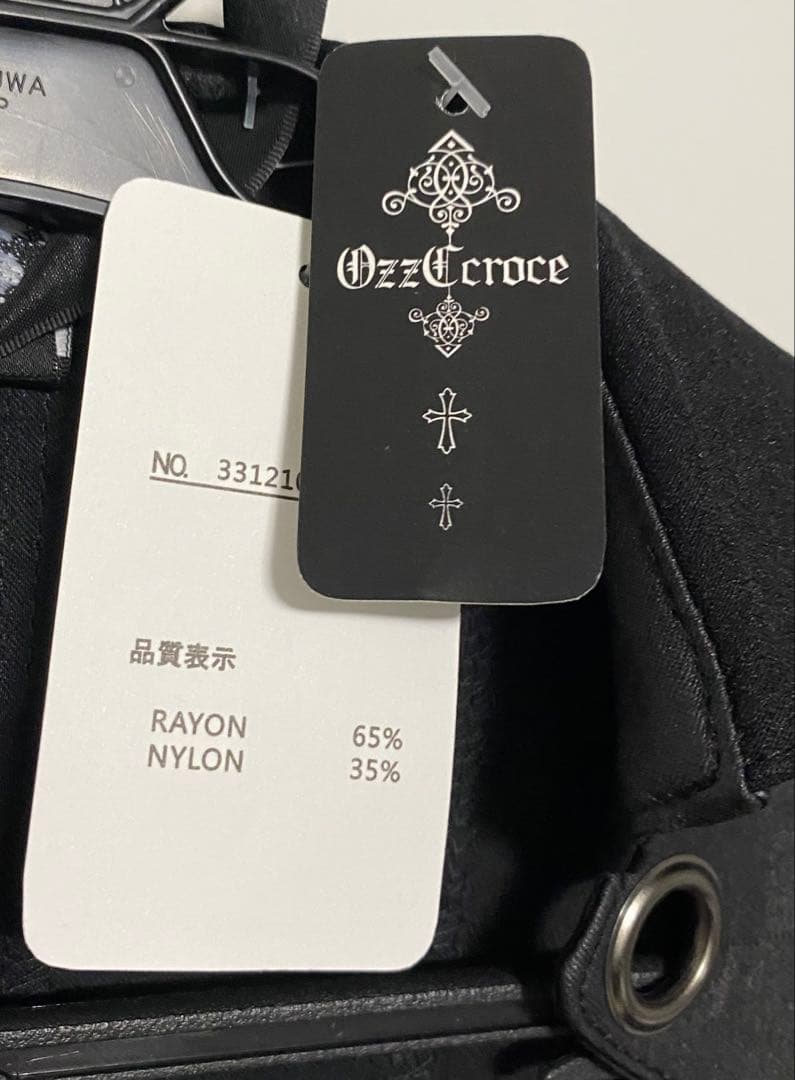 OzzCcroce
NO. 33121
品質表示
RAYON 65%
NYLON 35%